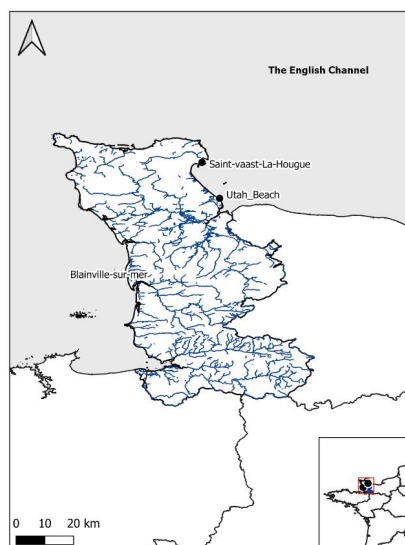 The English Channel
Saint-vaast-La-Hougue
Utah_Beach
Blainville-sur-mer
0 10 20 km